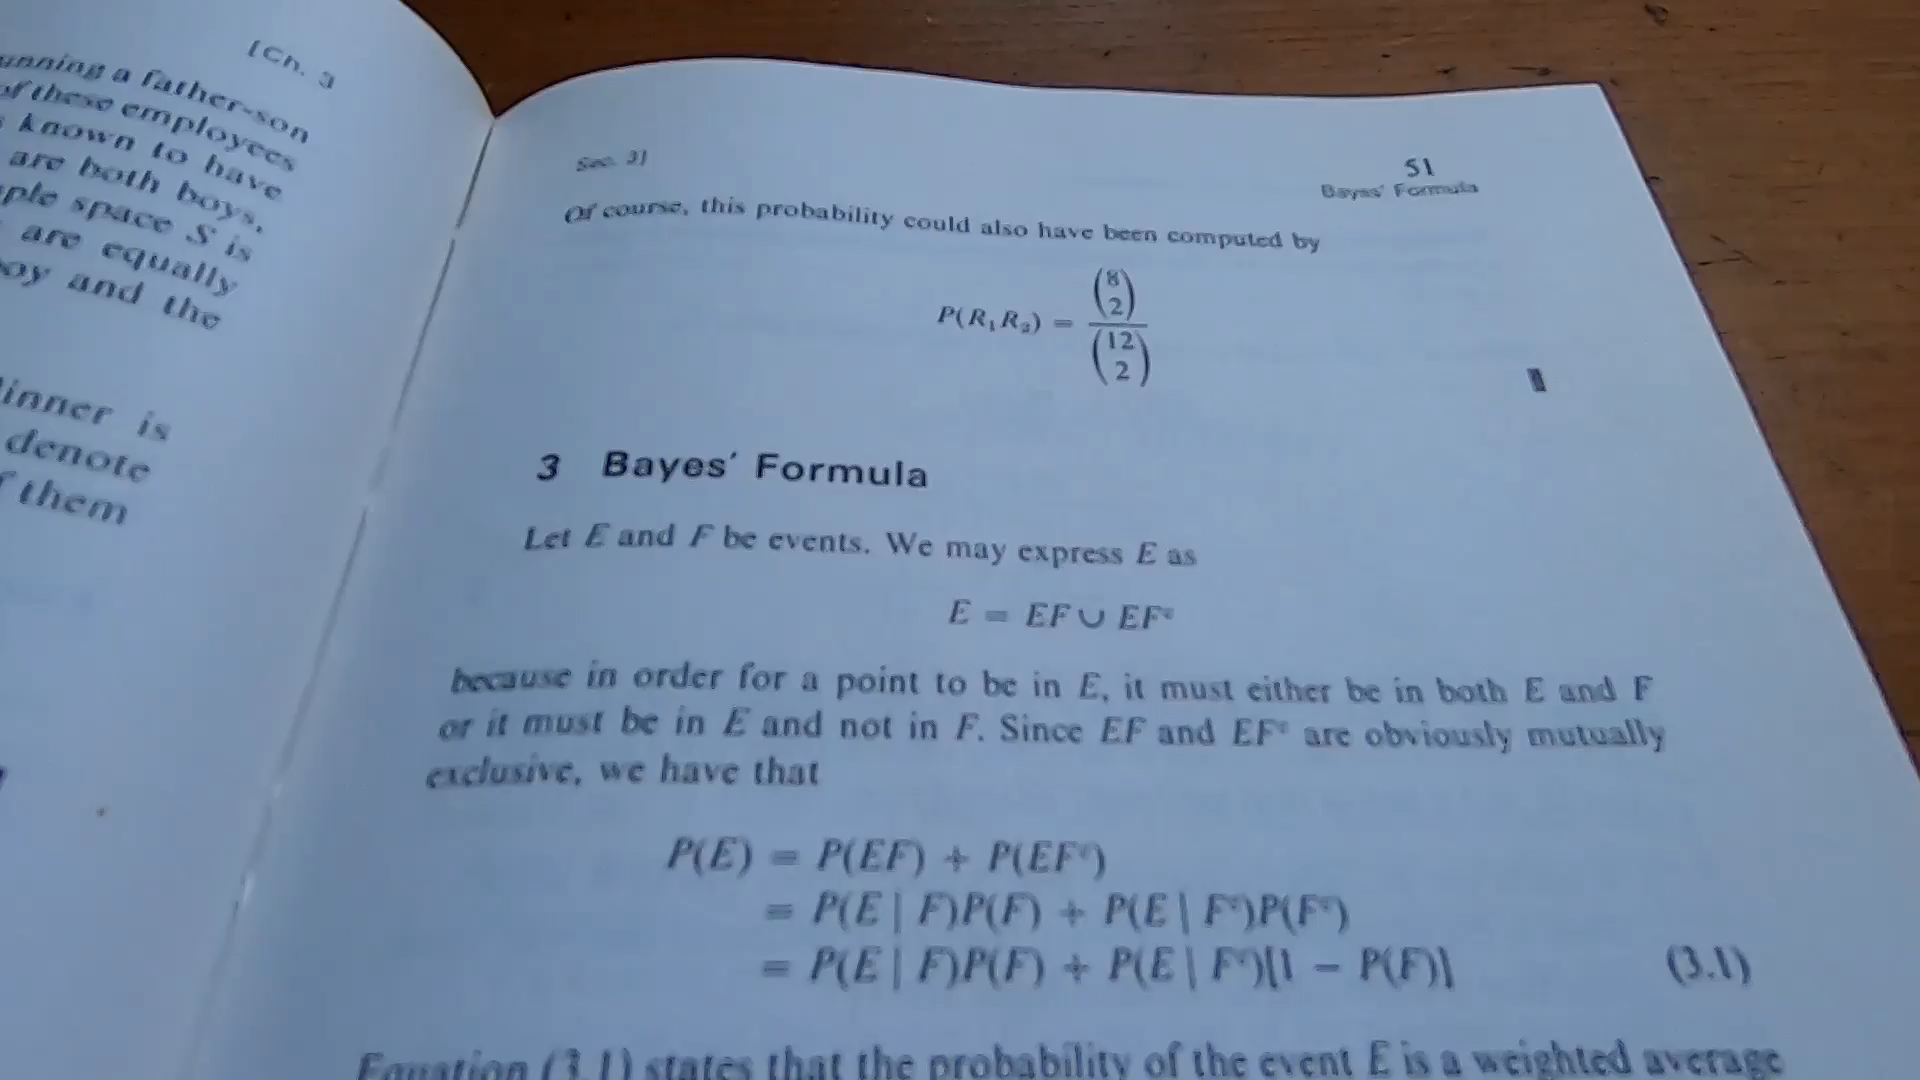 [Ch. 3
unning a father-son
of these employees
known to have
are both boys.
ple space S is
are equally
oy and the
inner is
denote
them
Sec. 3]
51
Bayes' Formula
Of course, this probability could also have been computed by
P(R₁R₂) = \frac{\binom{8}{2}}{\binom{12}{2}}
3 Bayes' Formula
Let E and F be events. We may express E as
E = EF ∪ EFᶜ
because in order for a point to be in E, it must either be in both E and F
or it must be in E and not in F. Since EF and EFᶜ are obviously mutually
exclusive, we have that
P(E) = P(EF) + P(EFᶜ)
= P(E | F)P(F) + P(E | Fᶜ)P(Fᶜ)
= P(E | F)P(F) + P(E | Fᶜ)[1 − P(F)] (3.1)
Equation (3.1) states that the probability of the event E is a weighted average